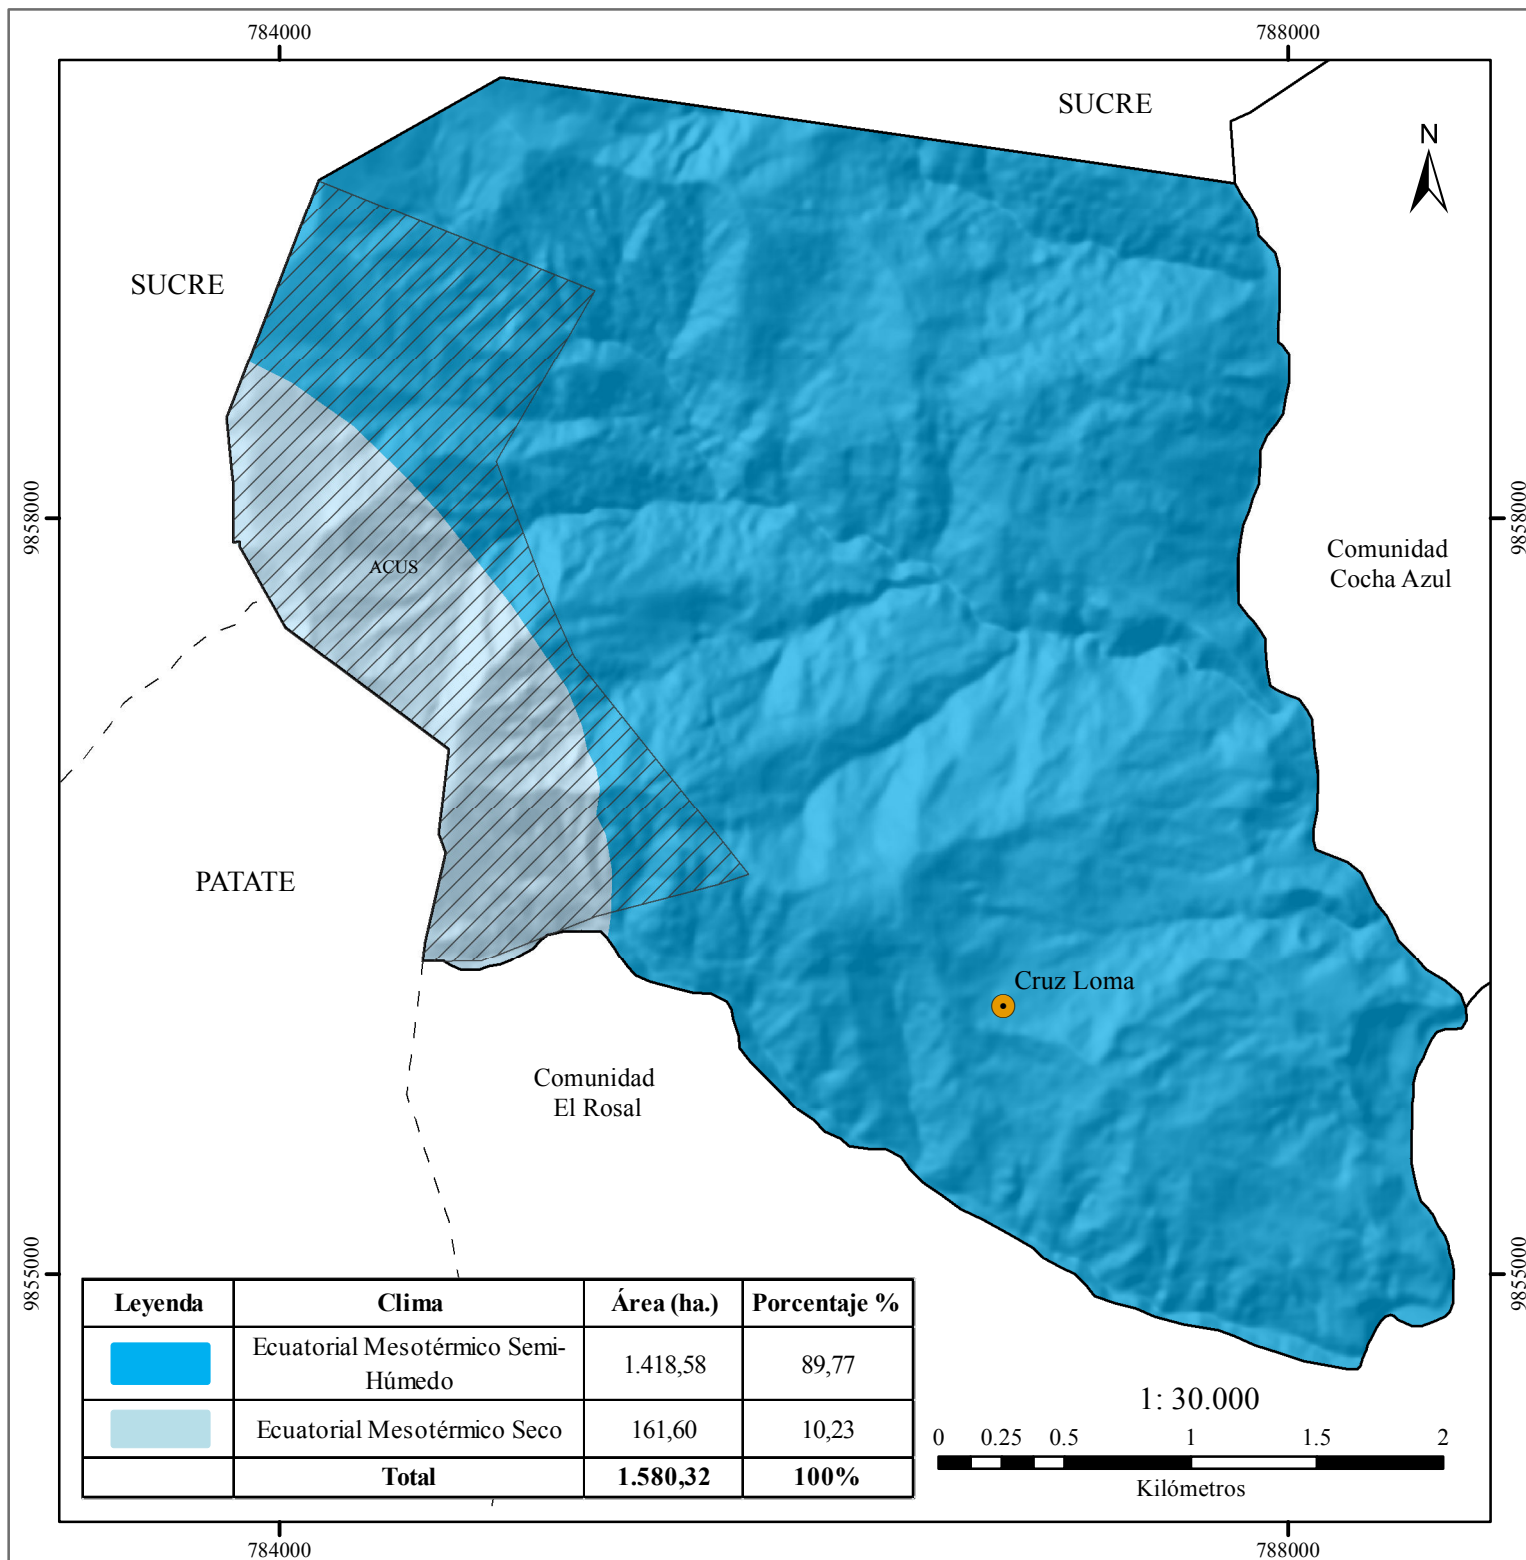 784000
788000
SUCRE
N
SUCRE
9858000
9858000
Comunidad
Cocha Azul
ACUS
PATATE
Cruz Loma
Comunidad
El Rosal
9855000
9855000
Leyenda Clima Área (ha.) Porcentaje %
Ecuatorial Mesotérmico Semi-
Húmedo 1.418,58 89,77
Ecuatorial Mesotérmico Seco 161,60 10,23
Total 1.580,32 100%
1: 30.000
0 0.25 0.5 1 1.5 2
Kilómetros
784000
788000